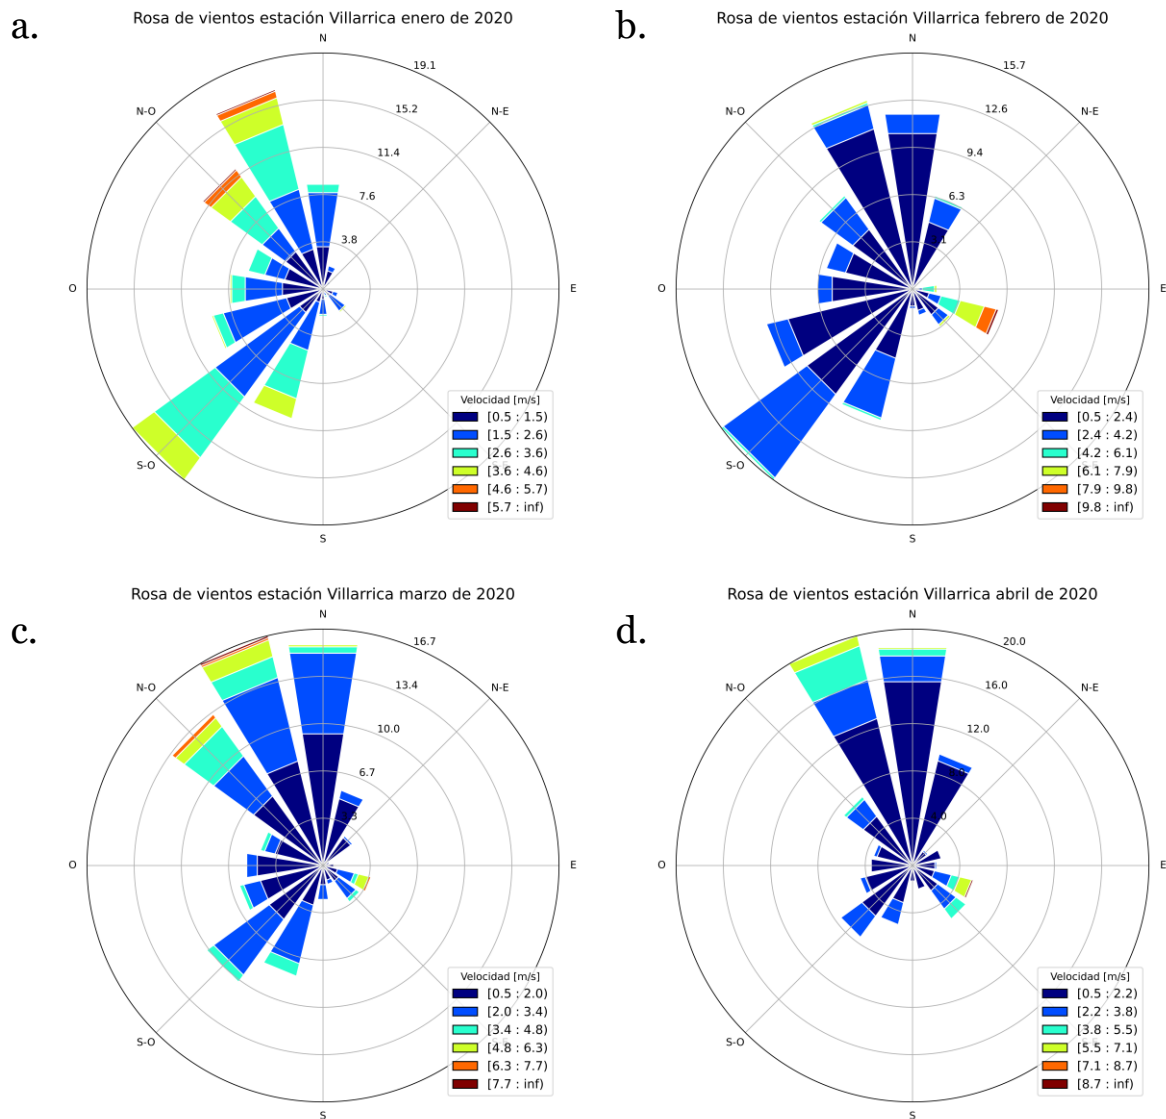 a.
Rosa de vientos estación Villarrica enero de 2020
N
19.1
N-O
N-E
15.2
11.4
7.6
3.8
O
E
Velocidad [m/s]
[0.5 : 1.5)
[1.5 : 2.6)
[2.6 : 3.6)
[3.6 : 4.6)
[4.6 : 5.7)
[5.7 : inf)
S-O
S
b.
Rosa de vientos estación Villarrica febrero de 2020
N
15.7
N-O
N-E
12.6
9.4
6.3
O
E
Velocidad [m/s]
[0.5 : 2.4)
[2.4 : 4.2)
[4.2 : 6.1)
[6.1 : 7.9)
[7.9 : 9.8)
[9.8 : inf)
S-O
S
c.
Rosa de vientos estación Villarrica marzo de 2020
N
16.7
N-O
N-E
13.4
10.0
6.7
O
E
Velocidad [m/s]
[0.5 : 2.0)
[2.0 : 3.4)
[3.4 : 4.8)
[4.8 : 6.3)
[6.3 : 7.7)
[7.7 : inf)
S-O
S
d.
Rosa de vientos estación Villarrica abril de 2020
N
20.0
N-O
N-E
16.0
12.0
8.0
O
E
Velocidad [m/s]
[0.5 : 2.2)
[2.2 : 3.8)
[3.8 : 5.5)
[5.5 : 7.1)
[7.1 : 8.7)
[8.7 : inf)
S-O
S